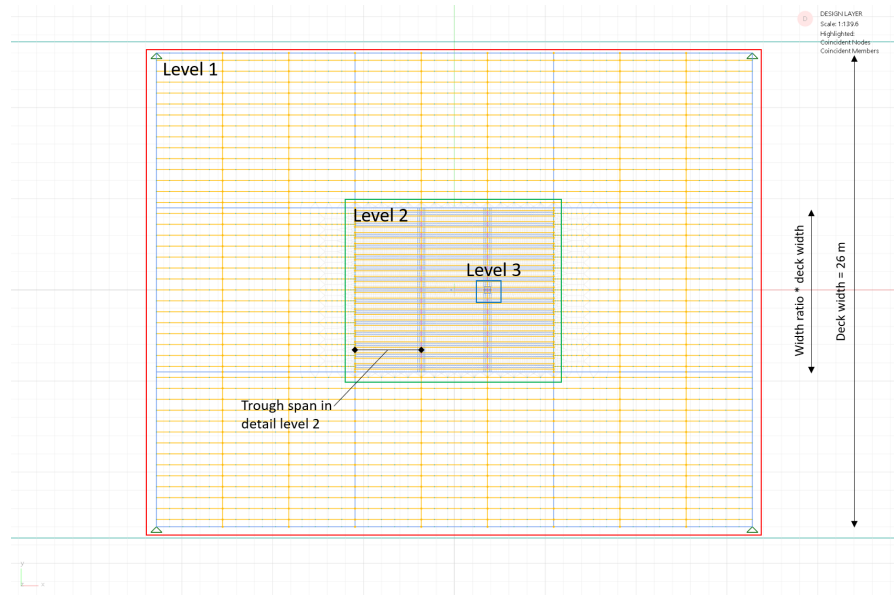 DESIGN LAYER
Scale: 1:139.6
Highlighted:
Coincident Nodes
Coincident Members
D
Level 1
Level 2
Level 3
Trough span in
detail level 2
Width ratio * deck width
Deck width = 26 m